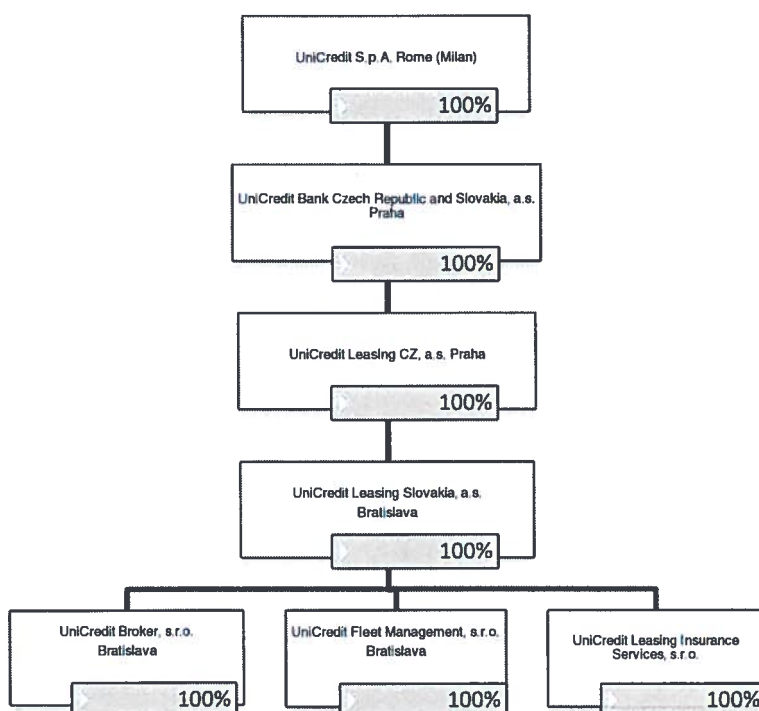 UniCredit S.p.A. Rome (Milan)
100%
UniCredit Bank Czech Republic and Slovakia, a.s.
Praha
100%
UniCredit Leasing CZ, a.s. Praha
100%
UniCredit Leasing Slovakia, a.s.
Bratislava
100%
UniCredit Broker, s.r.o.
Bratislava
100%
UniCredit Fleet Management, s.r.o.
Bratislava
100%
UniCredit Leasing Insurance
Services, s.r.o.
100%